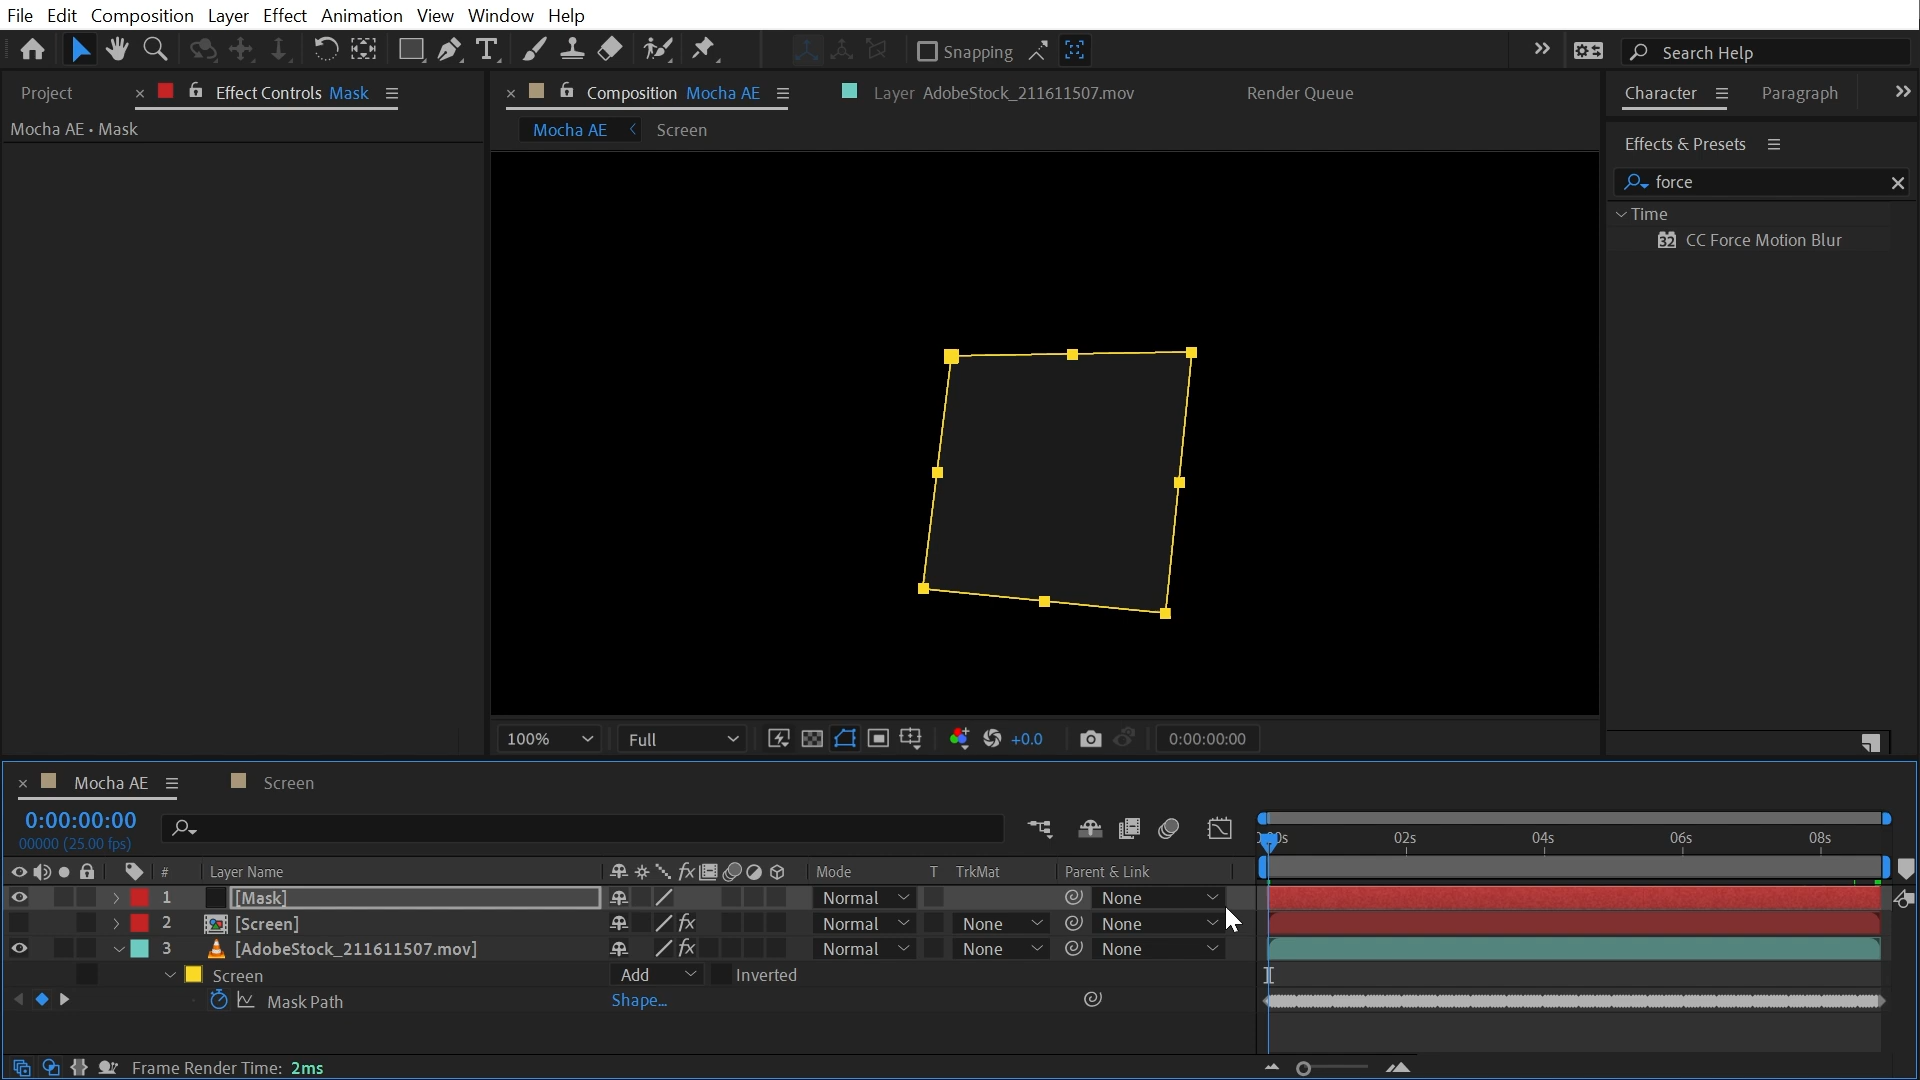 File Edit Composition Layer Effect Animation View Window Help
T Snapping Search Help
Project × Effect Controls Mask × Composition Mocha AE Layer AdobeStock_211611507.mov Render Queue Character Paragraph
Mocha AE • Mask
Mocha AE Screen
Effects & Presets
force
Time
32 CC Force Motion Blur
100% Full +0.0 0:00:00:00
× Mocha AE Screen
0:00:00:00
00000 (25.00 fps)
02s 04s 06s 08s
# Layer Name fx Mode T TrkMat Parent & Link
1 [Mask] Normal None
2 [Screen] fx Normal None None
3 [AdobeStock_211611507.mov] fx Normal None None
Screen Add Inverted
Mask Path Shape...
Frame Render Time: 2ms